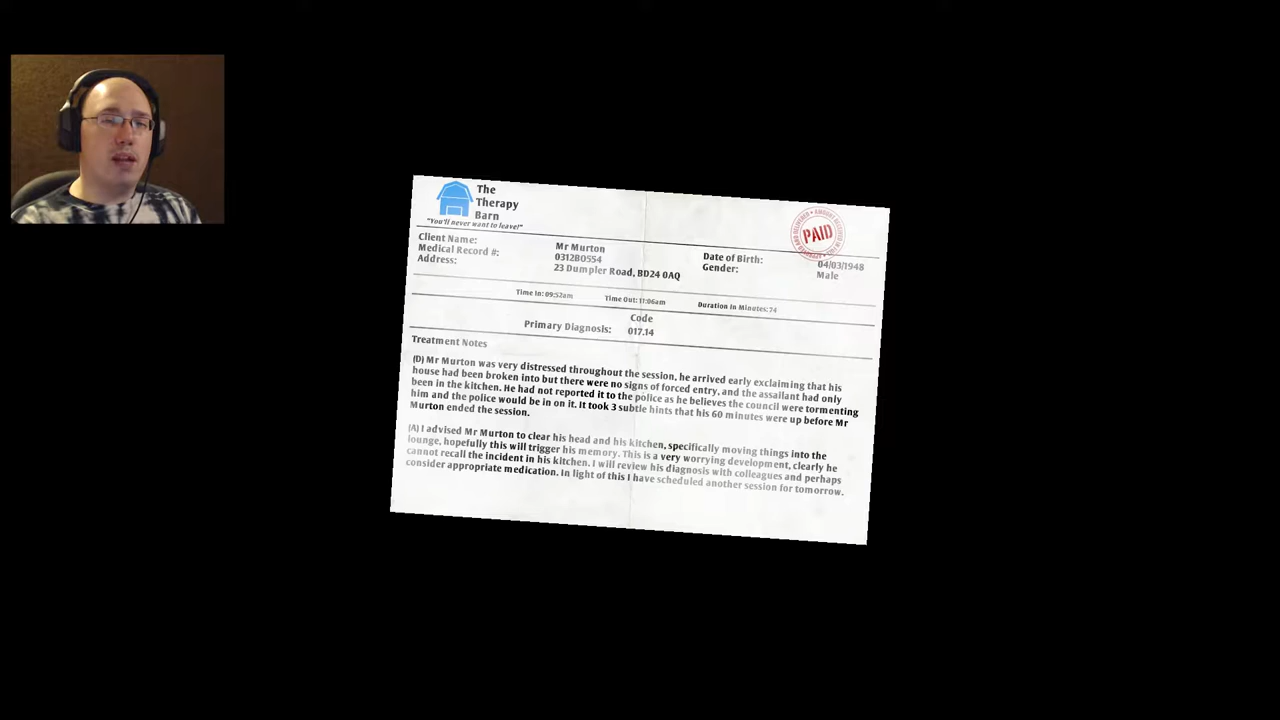 The
Therapy
Barn
"You'll never want to leave!"
PAID
Client Name: Mr Murton Date of Birth: 04/03/1948
Medical Record #: 0312B0554 Gender: Male
Address: 23 Dumpler Road, BD24 0AQ
Time In: 09:52am Time Out: 11:06am Duration in Minutes: 74
Code
Primary Diagnosis: 017.14
Treatment Notes
(D) Mr Murton was very distressed throughout the session, he arrived early exclaiming that his
house had been broken into but there were no signs of forced entry, and the assailant had only
been in the kitchen. He had not reported it to the police as he believes the council were tormenting
him and the police would be in on it. It took 3 subtle hints that his 60 minutes were up before Mr
Murton ended the session.
(A) I advised Mr Murton to clear his head and his kitchen, specifically moving things into the
lounge, hopefully this will trigger his memory. This is a very worrying development, clearly he
cannot recall the incident in his kitchen. I will review his diagnosis with colleagues and perhaps
consider appropriate medication. In light of this I have scheduled another session for tomorrow.